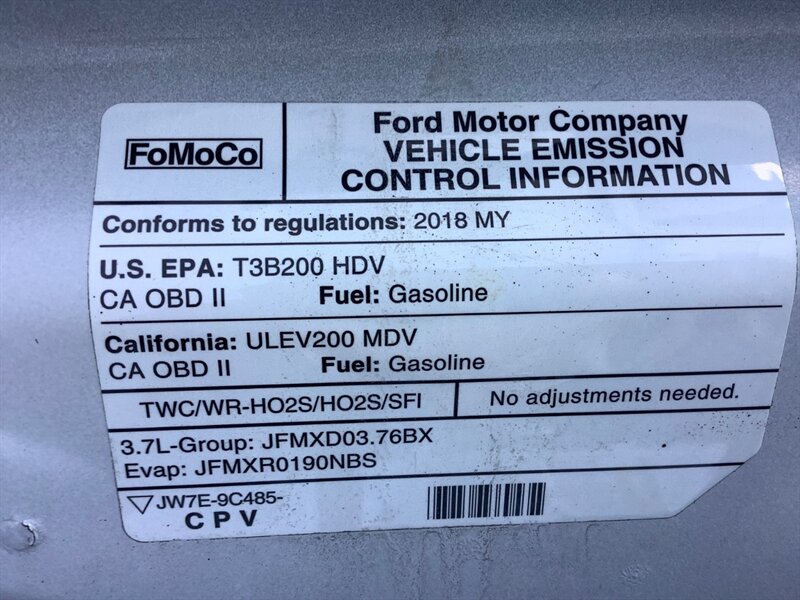 FoMoCo
Ford Motor Company
VEHICLE EMISSION
CONTROL INFORMATION
Conforms to regulations: 2018 MY
U.S. EPA: T3B200 HDV
CA OBD II Fuel: Gasoline
California: ULEV200 MDV
CA OBD II Fuel: Gasoline
TWC/WR-HO2S/HO2S/SFI
No adjustments needed.
3.7L-Group: JFMXD03.76BX
Evap: JFMXR0190NBS
JW7E-9C485-
CPV